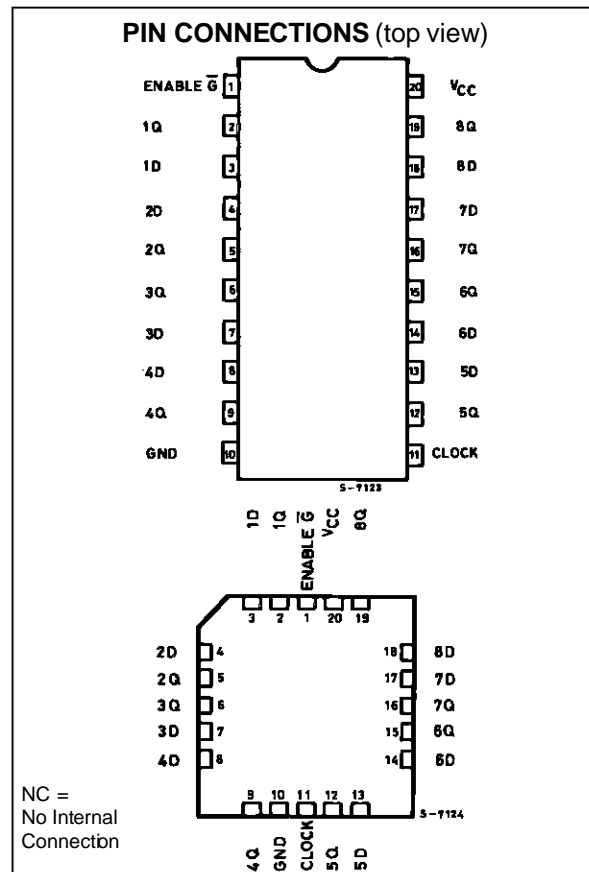 PIN CONNECTIONS (top view)
ENABLE G̅ 1 20 VCC
1Q 2 19 8Q
1D 3 18 8D
2D 4 17 7D
2Q 5 16 7Q
3Q 6 15 6Q
3D 7 14 6D
4D 8 13 5D
4Q 9 12 5Q
GND 10 11 CLOCK
S-7123
1D 1Q ENABLE G̅ VCC 8Q
3 2 1 20 19
2D 4 18 8D
2Q 5 17 7D
3Q 6 16 7Q
3D 7 15 6Q
4D 8 14 6D
9 10 11 12 13
S-7124
4Q GND CLOCK 5Q 5D
NC =
No Internal
Connection